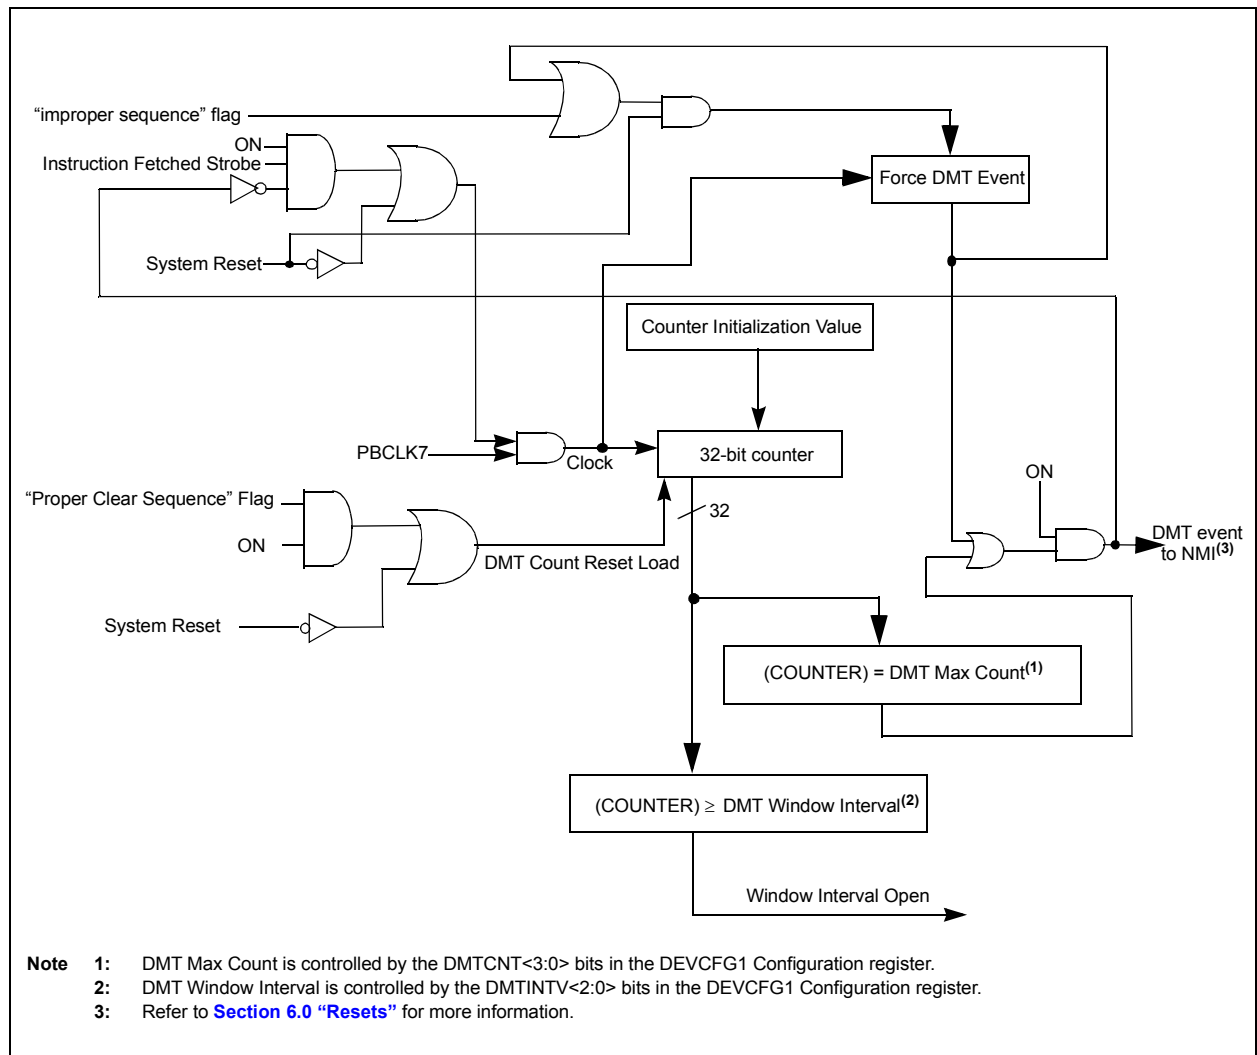 “improper sequence” flag
ON
Instruction Fetched Strobe
Force DMT Event
System Reset
Counter Initialization Value
PBCLK7
Clock
32-bit counter
“Proper Clear Sequence” Flag
ON
32
ON
DMT Count Reset Load
DMT event
to NMI(3)
System Reset
(COUNTER) = DMT Max Count(1)
(COUNTER) ≥ DMT Window Interval(2)
Window Interval Open
Note 1: DMT Max Count is controlled by the DMTCNT<3:0> bits in the DEVCFG1 Configuration register.
2: DMT Window Interval is controlled by the DMTINTV<2:0> bits in the DEVCFG1 Configuration register.
3: Refer to Section 6.0 “Resets” for more information.